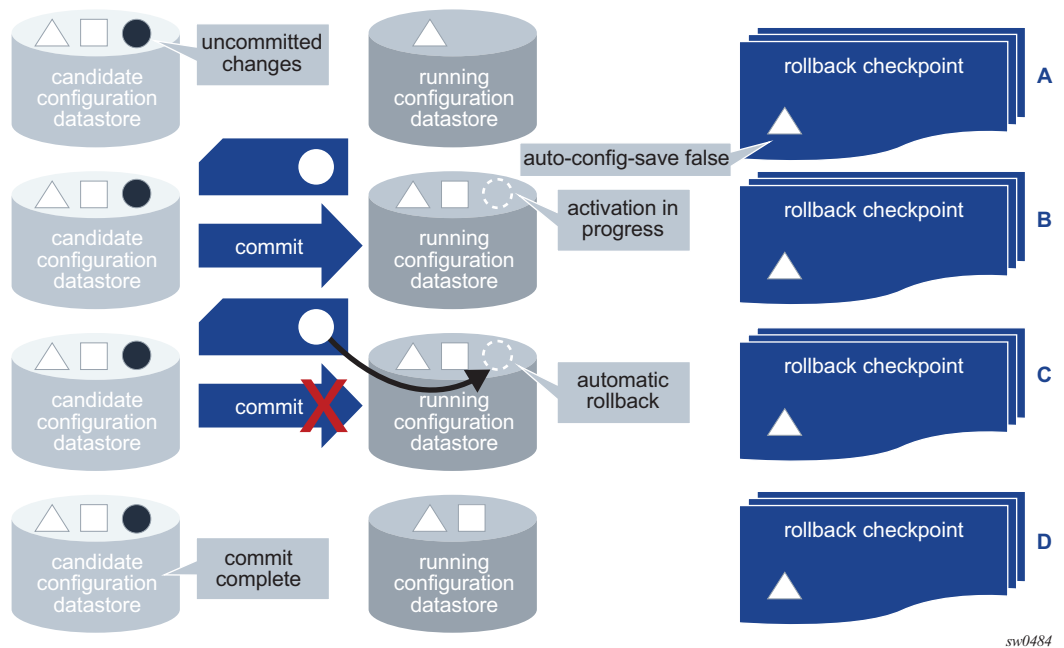 uncommitted
changes
candidate
configuration
datastore
running
configuration
datastore
rollback checkpoint
A
auto-config-save false
candidate
configuration
datastore
commit
running
configuration
datastore
activation in
progress
rollback checkpoint
B
candidate
configuration
datastore
commit
X
running
configuration
datastore
automatic
rollback
rollback checkpoint
C
candidate
configuration
datastore
commit
complete
running
configuration
datastore
rollback checkpoint
D
sw0484